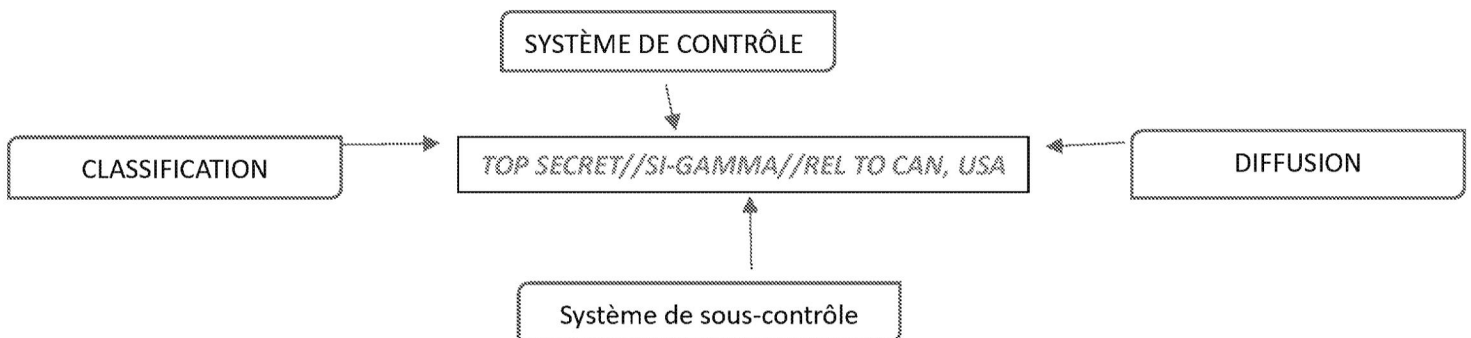 SYSTÈME DE CONTRÔLE
CLASSIFICATION
TOP SECRET//SI-GAMMA//REL TO CAN, USA
DIFFUSION
Système de sous-contrôle